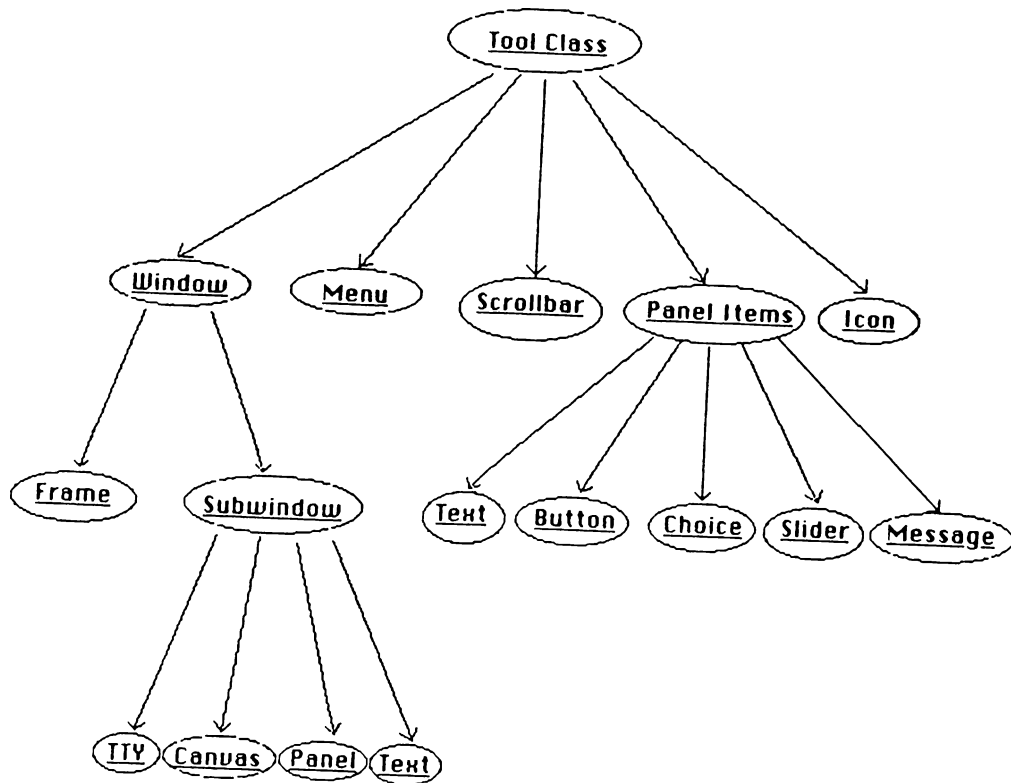 Tool Class
Window
Menu
Scrollbar
Panel Items
Icon
Frame
Subwindow
Text
Button
Choice
Slider
Message
TTY
Canvas
Panel
Text